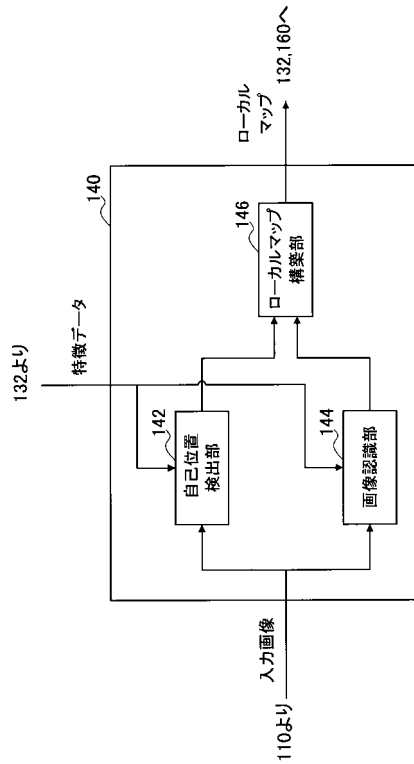 132より
特徴データ
140
142
自己位置
検出部
144
画像認識部
146
ローカルマップ
構築部
ローカル
マップ
132,160へ
入力画像
110より